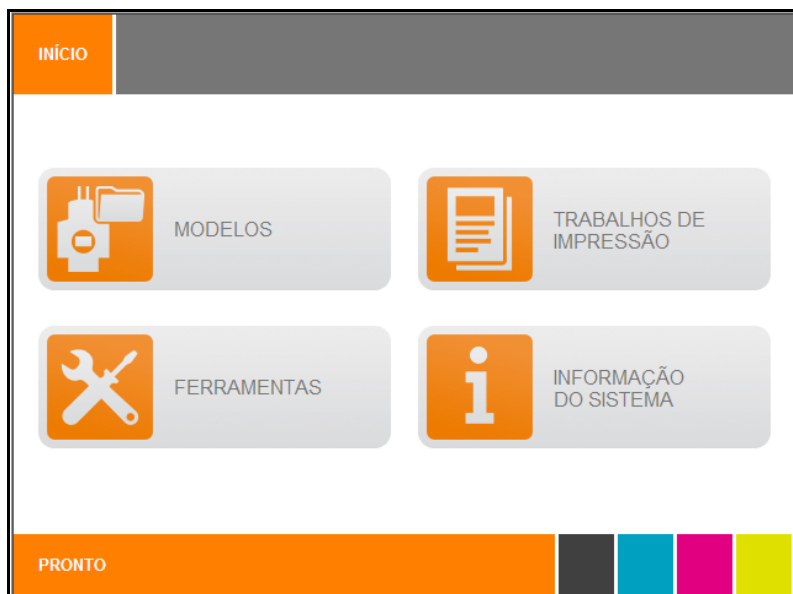 INÍCIO
MODELOS
TRABALHOS DE
IMPRESSÃO
FERRAMENTAS
INFORMAÇÃO
DO SISTEMA
PRONTO